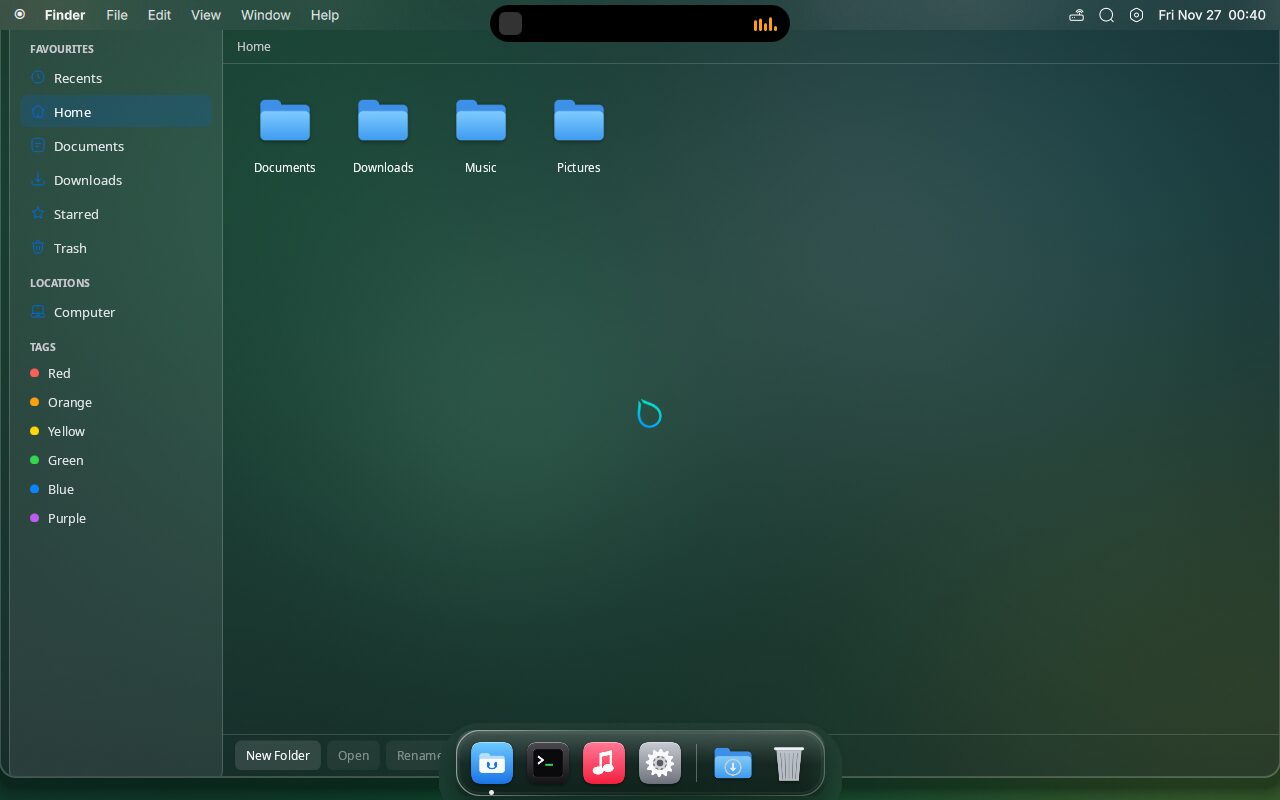 Finder File Edit View Window Help
Fri Nov 27 00:40
FAVOURITES
Recents
Home
Documents
Downloads
Starred
Trash
LOCATIONS
Computer
TAGS
Red
Orange
Yellow
Green
Blue
Purple
Home
Documents Downloads Music Pictures
New Folder Open Rename